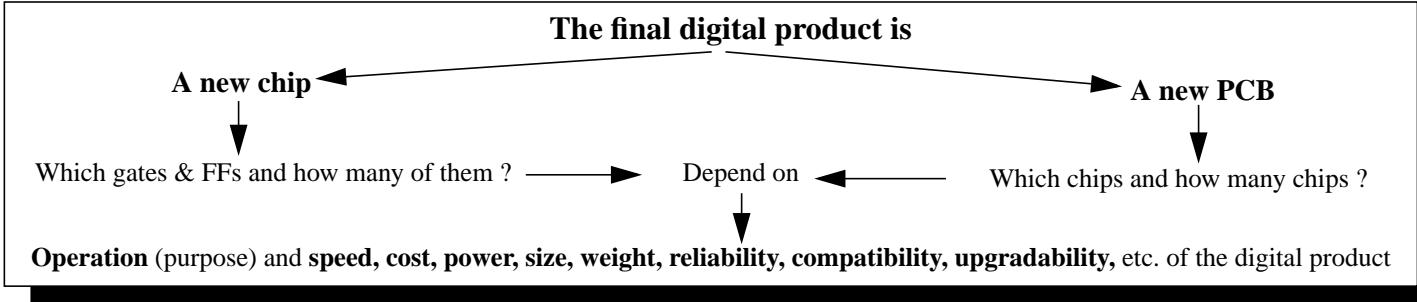 The final digital product is
A new chip
A new PCB
Which gates & FFs and how many of them ?
Depend on
Which chips and how many chips ?
Operation (purpose) and speed, cost, power, size, weight, reliability, compatibility, upgradability, etc. of the digital product